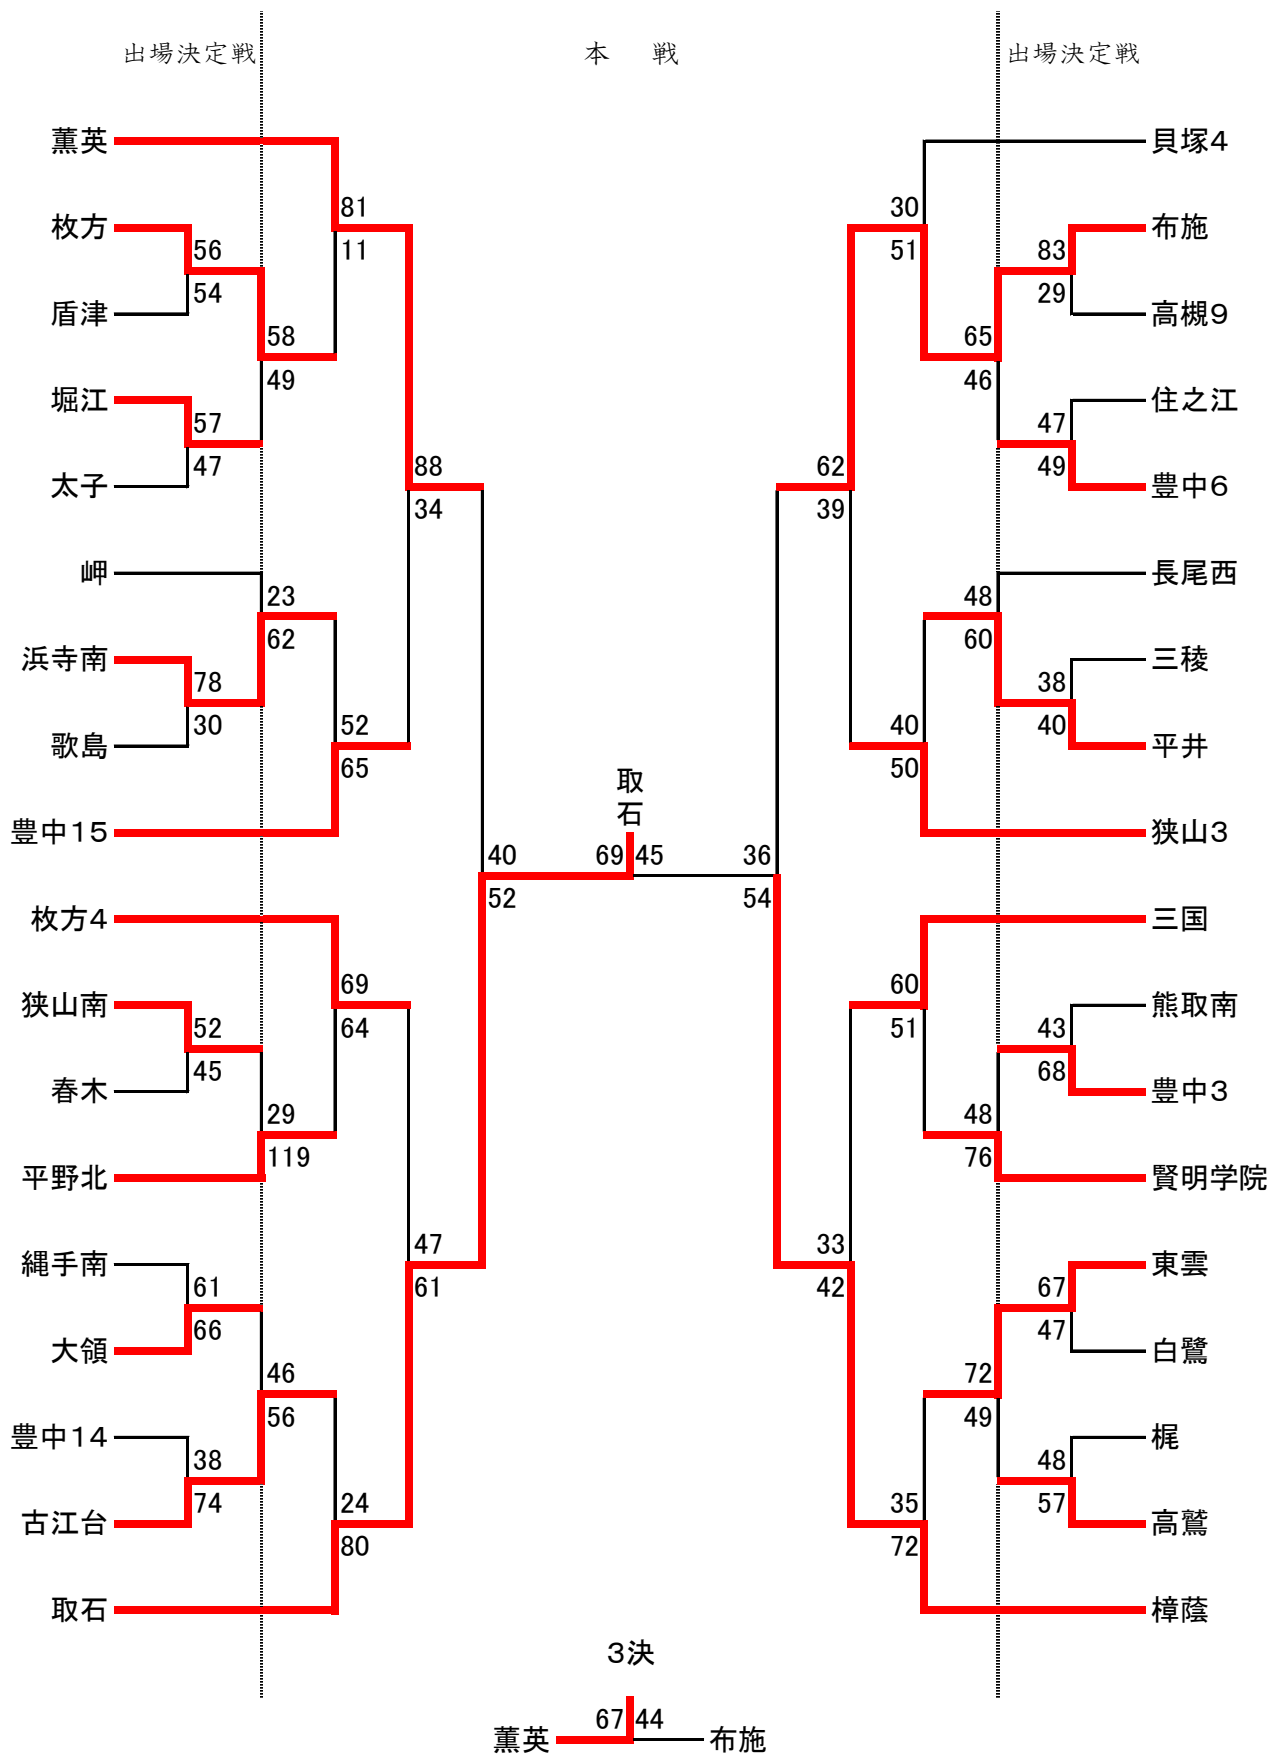 出場決定戦
本　戦
出場決定戦
薫英
枚方
盾津
堀江
太子
岬
浜寺南
歌島
豊中15
枚方4
狭山南
春木
平野北
縄手南
大領
豊中14
古江台
取石
56
54
57
47
78
30
52
45
61
66
38
74
58
49
23
62
29
119
46
56
81
11
52
65
69
64
24
80
88
34
47
61
40
52
取石
69 45
36
54
62
39
33
42
30
51
40
50
60
51
35
72
65
46
48
60
48
76
72
49
83
29
47
49
38
40
43
68
67
47
48
57
貝塚4
布施
高槻9
住之江
豊中6
長尾西
三稜
平井
狭山3
三国
熊取南
豊中3
賢明学院
東雲
白鷺
梶
高鷲
樟蔭
3決
薫英 67 44 布施